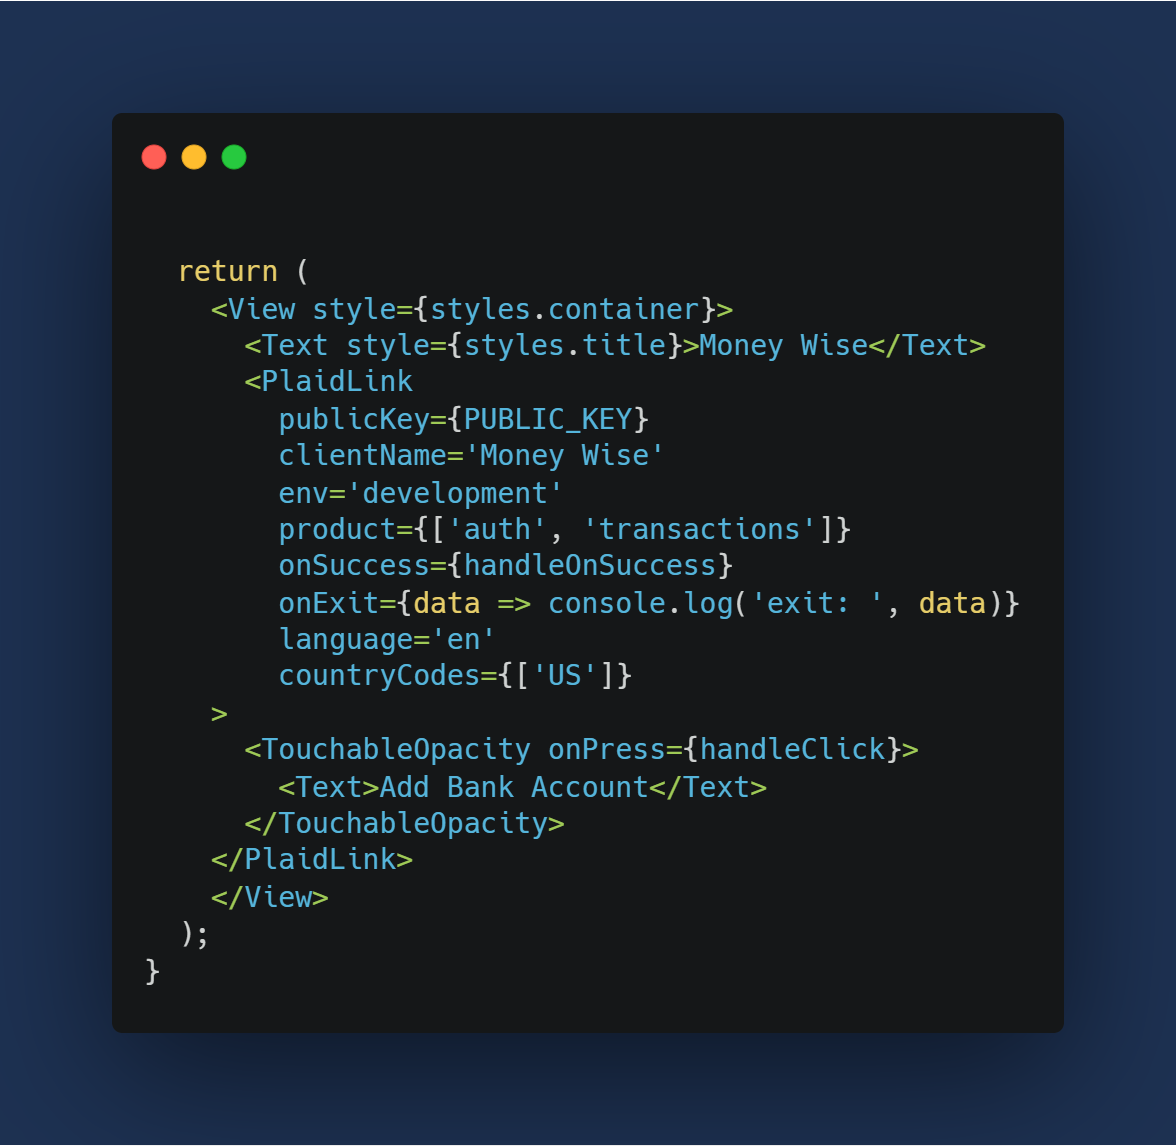 return (
<View style={styles.container}>
<Text style={styles.title}>Money Wise</Text>
<PlaidLink
publicKey={PUBLIC_KEY}
clientName='Money Wise'
env='development'
product={['auth', 'transactions']}
onSuccess={handleOnSuccess}
onExit={data => console.log('exit: ', data)}
language='en'
countryCodes={['US']}
>
<TouchableOpacity onPress={handleClick}>
<Text>Add Bank Account</Text>
</TouchableOpacity>
</PlaidLink>
</View>
);
}